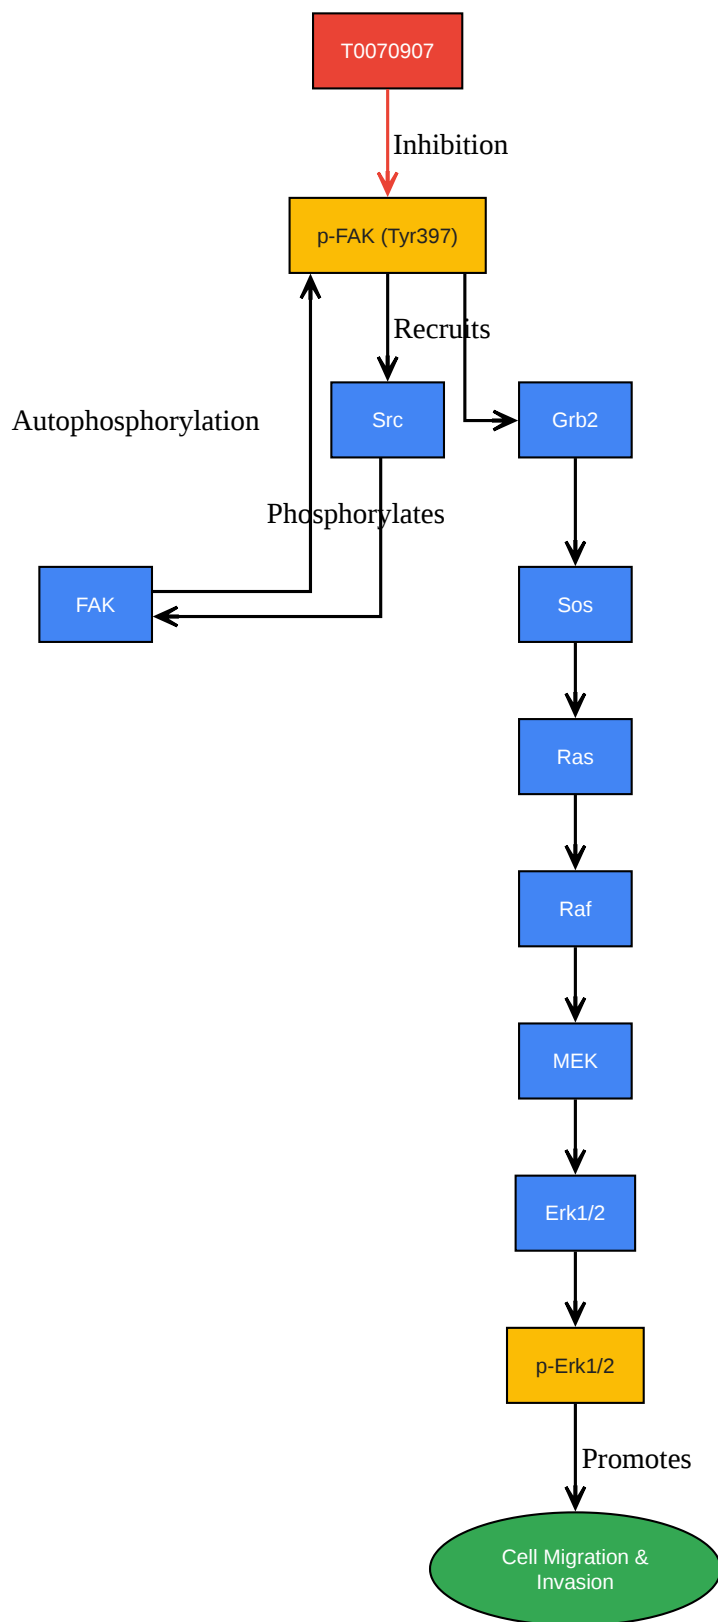 T0070907
Inhibition
p-FAK (Tyr397)
Recruits
Autophosphorylation
Src
Grb2
Phosphorylates
FAK
Sos
Ras
Raf
MEK
Erk1/2
p-Erk1/2
Promotes
Cell Migration &
Invasion